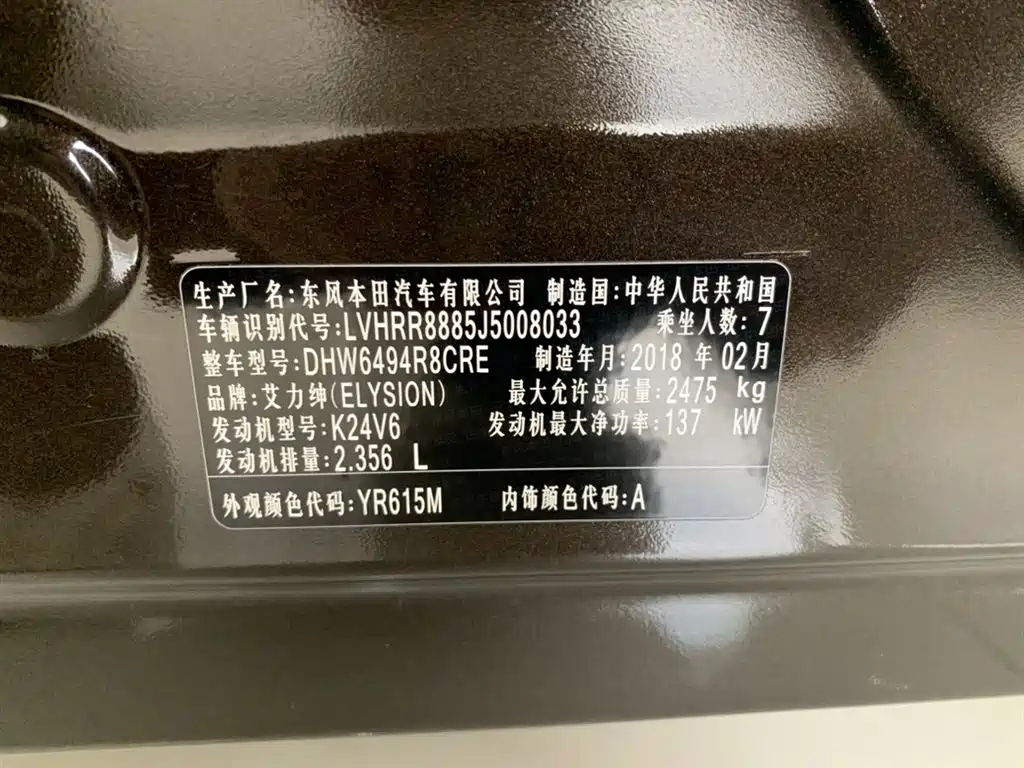 生产厂名:东风本田汽车有限公司 制造国:中华人民共和国
车辆识别代号:LVHRR8885J5008033 乘坐人数:7
整车型号:DHW6494R8CRE 制造年月:2018 年 02月
品牌:艾力绅(ELYSION) 最大允许总质量:2475 kg
发动机型号:K24V6 发动机最大净功率:137 kW
发动机排量:2.356 L
外观颜色代码:YR615M 内饰颜色代码:A